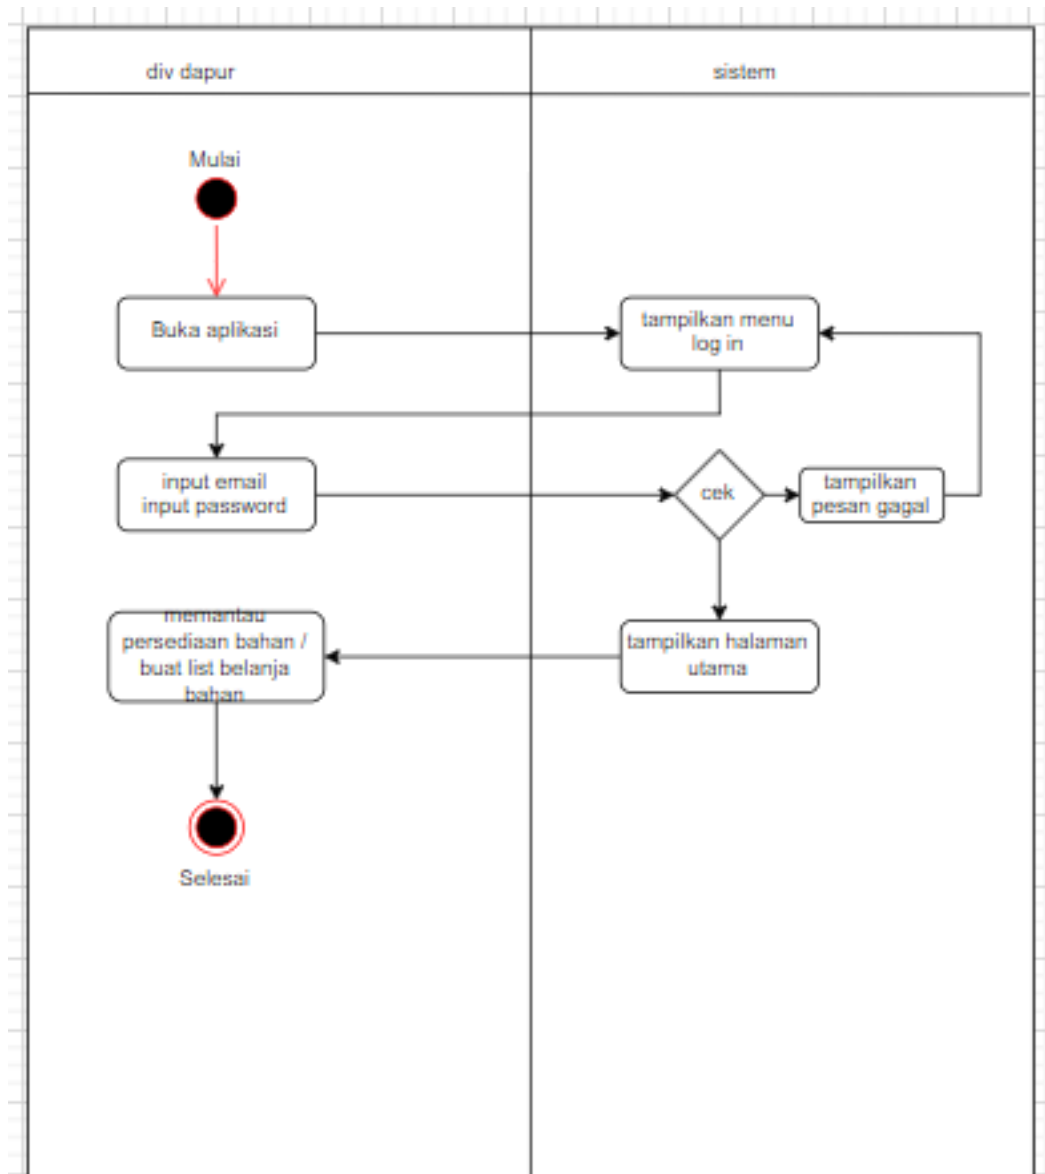 div dapur
sistem
Mulai
Buka aplikasi
tampilkan menu
log in
input email
input password
cek
tampilkan
pesan gagal
memantau
persediaan bahan /
buat list belanja
bahan
tampilkan halaman
utama
Selesai